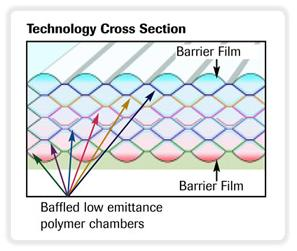 Technology Cross Section
Barrier Film
Barrier Film
Baffled low emittance
polymer chambers